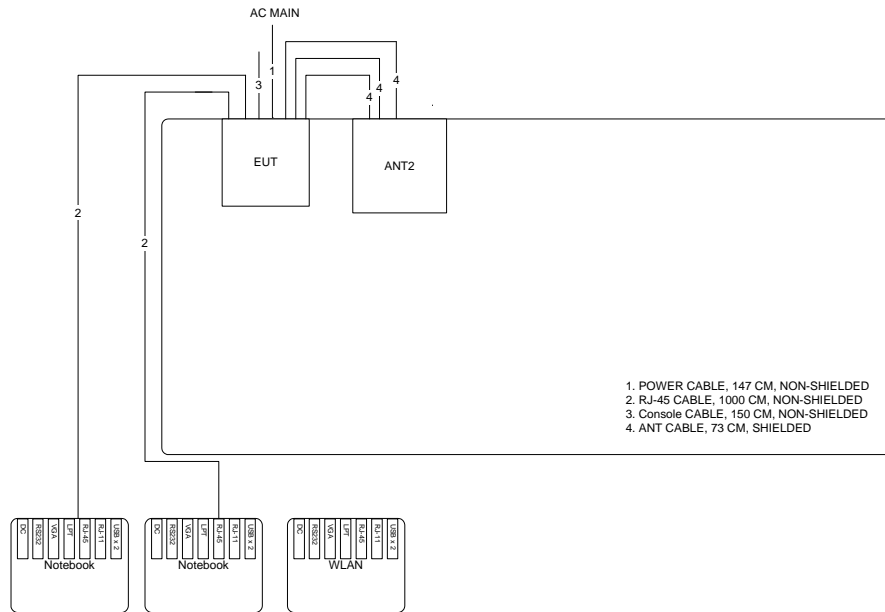 AC MAIN
1
3
4
4
4
2
2
EUT
ANT2
1. POWER CABLE, 147 CM, NON-SHIELDED
2. RJ-45 CABLE, 1000 CM, NON-SHIELDED
3. Console CABLE, 150 CM, NON-SHIELDED
4. ANT CABLE, 73 CM, SHIELDED
DC
RS232
VGA
LPT
RJ-45
RJ-11
USB x 2
Notebook
DC
RS232
VGA
LPT
RJ-45
RJ-11
USB x 2
Notebook
DC
RS232
VGA
LPT
RJ-45
RJ-11
USB x 2
WLAN